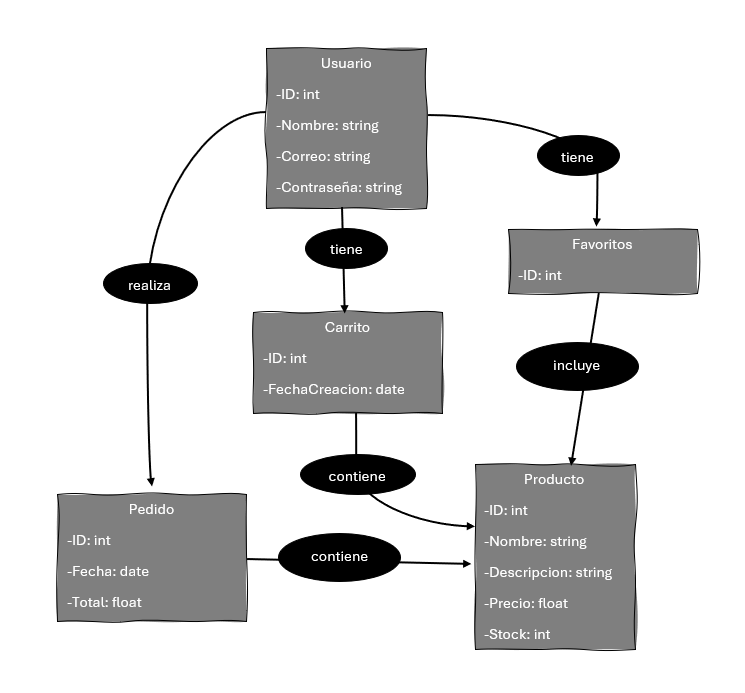 Usuario
-ID: int
-Nombre: string
-Correo: string
-Contraseña: string
tiene
Favoritos
-ID: int
tiene
realiza
Carrito
-ID: int
-FechaCreacion: date
incluye
contiene
Producto
-ID: int
-Nombre: string
-Descripcion: string
-Precio: float
-Stock: int
Pedido
-ID: int
-Fecha: date
-Total: float
contiene